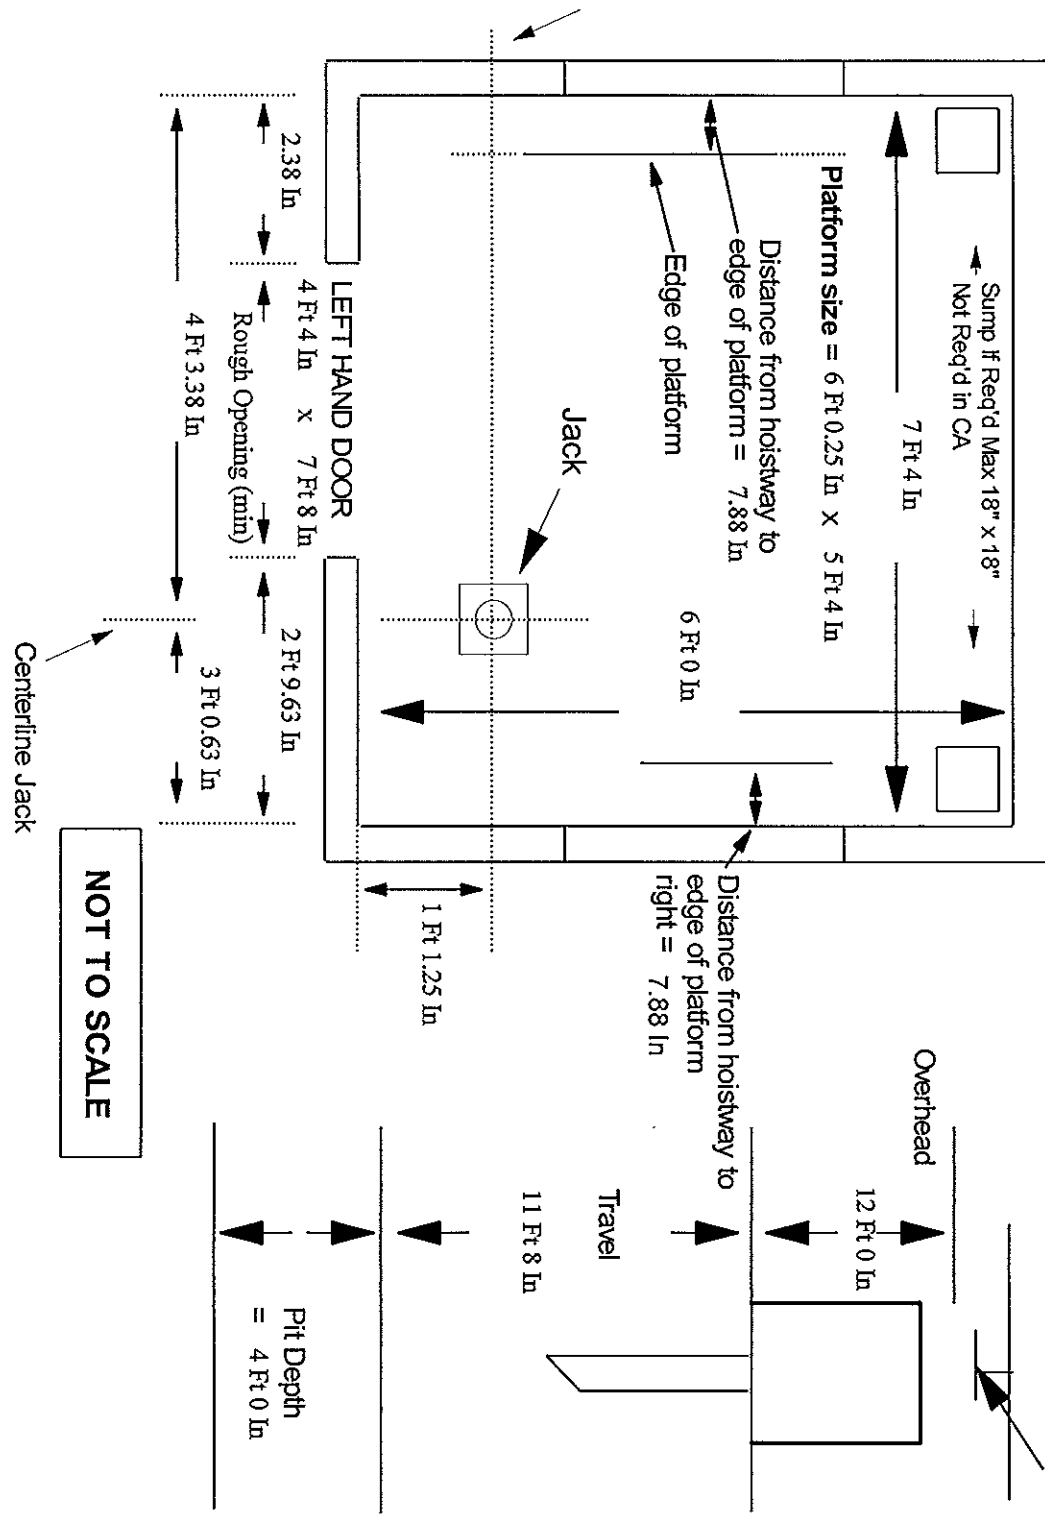 Sump If Req'd Max 18" x 18"
Not Req'd in CA
7 Ft 4 In
Platform size = 6 Ft 0.25 In x 5 Ft 4 In
Distance from hoistway to
edge of platform = 7.88 In
Edge of platform
6 Ft 0 In
Jack
LEFT HAND DOOR
4 Ft 4 In x 7 Ft 8 In
Rough Opening (min)
2.38 In
2 Ft 9.63 In
4 Ft 3.38 In
3 Ft 0.63 In
Centerline Jack
1 Ft 1.25 In
Distance from hoistway to
edge of platform
right = 7.88 In
NOT TO SCALE
Overhead
12 Ft 0 In
Travel
11 Ft 8 In
Pit Depth
= 4 Ft 0 In